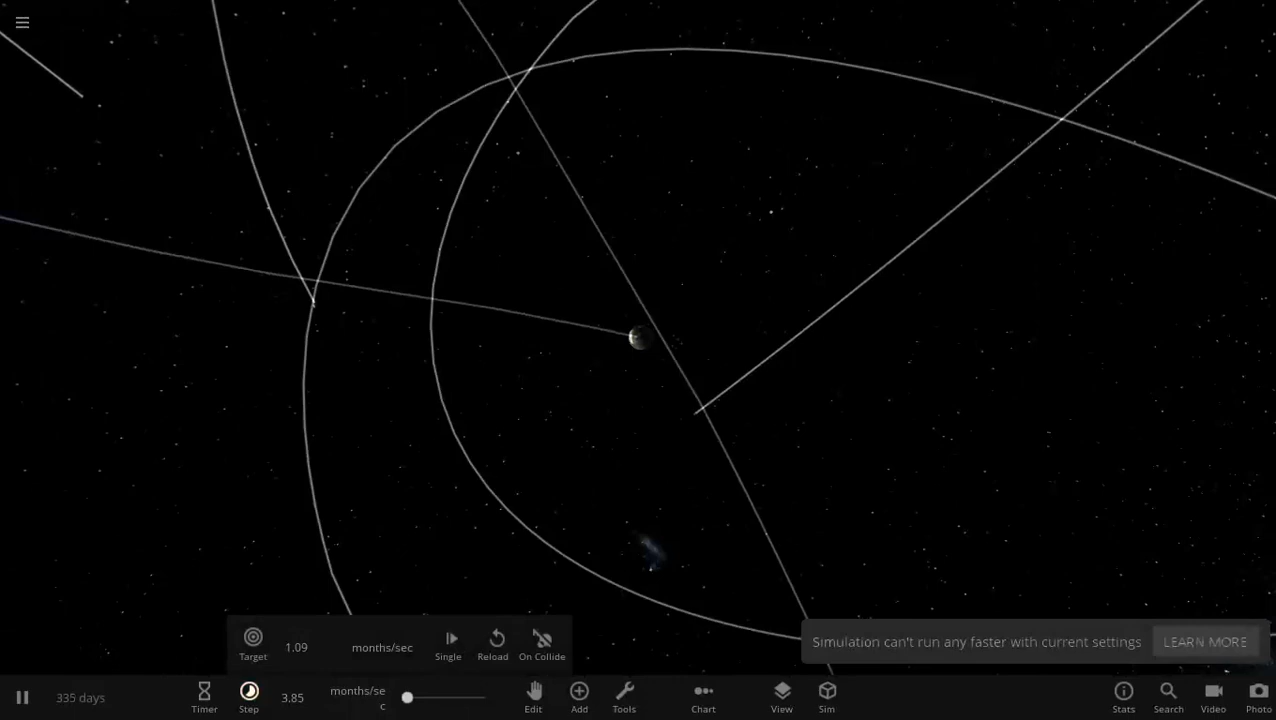 Simulation can't run any faster with current settings LEARN MORE
1.09 months/sec
Target Single Reload On Collide
335 days 3.85 months/se
c
Timer Step Edit Add Tools Chart View Sim Stats Search Video Photo